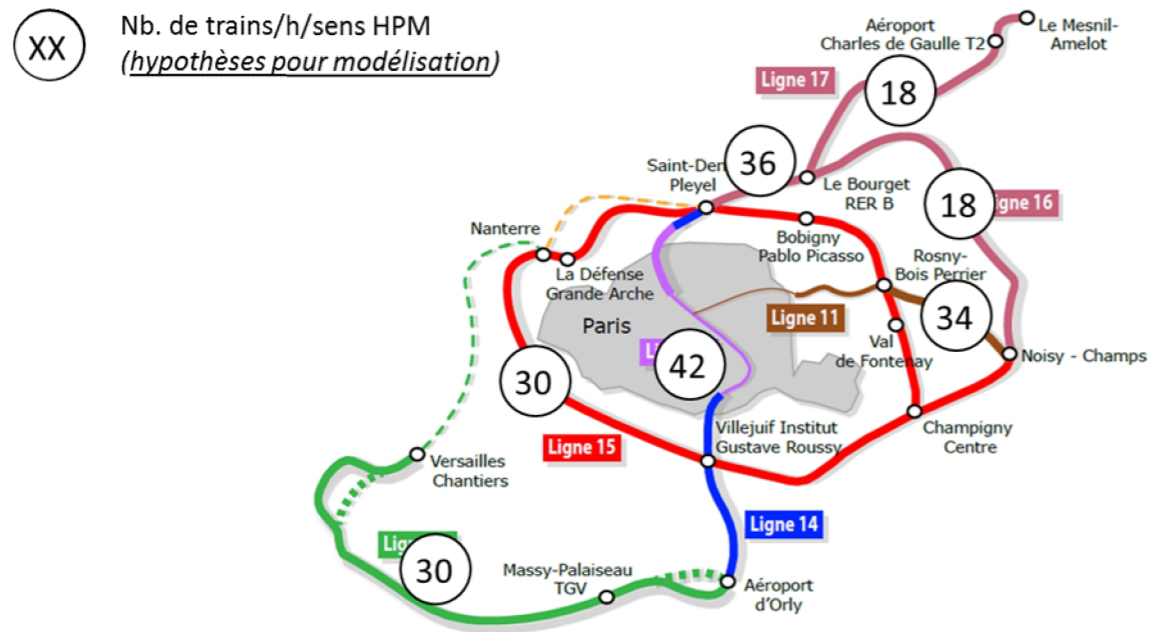 XX
Nb. de trains/h/sens HPM
(hypothèses pour modélisation)
Le Mesnil-
Amelot
Aéroport
Charles de Gaulle T2
Ligne 17
18
36
Saint-Den
Pleyel
Le Bourget
RER B
18
igne 16
Nanterre
Bobigny
Pablo Picasso
La Défense
Grande Arche
Rosny-
Bois Perrier
Ligne 11
34
Paris
Val
de Fontenay
Noisy - Champs
42
30
Ligne 15
Villejuif Institut
Gustave Roussy
Champigny
Centre
Versailles
Chantiers
Ligne 14
30
Massy-Palaiseau
TGV
Aéroport
d'Orly